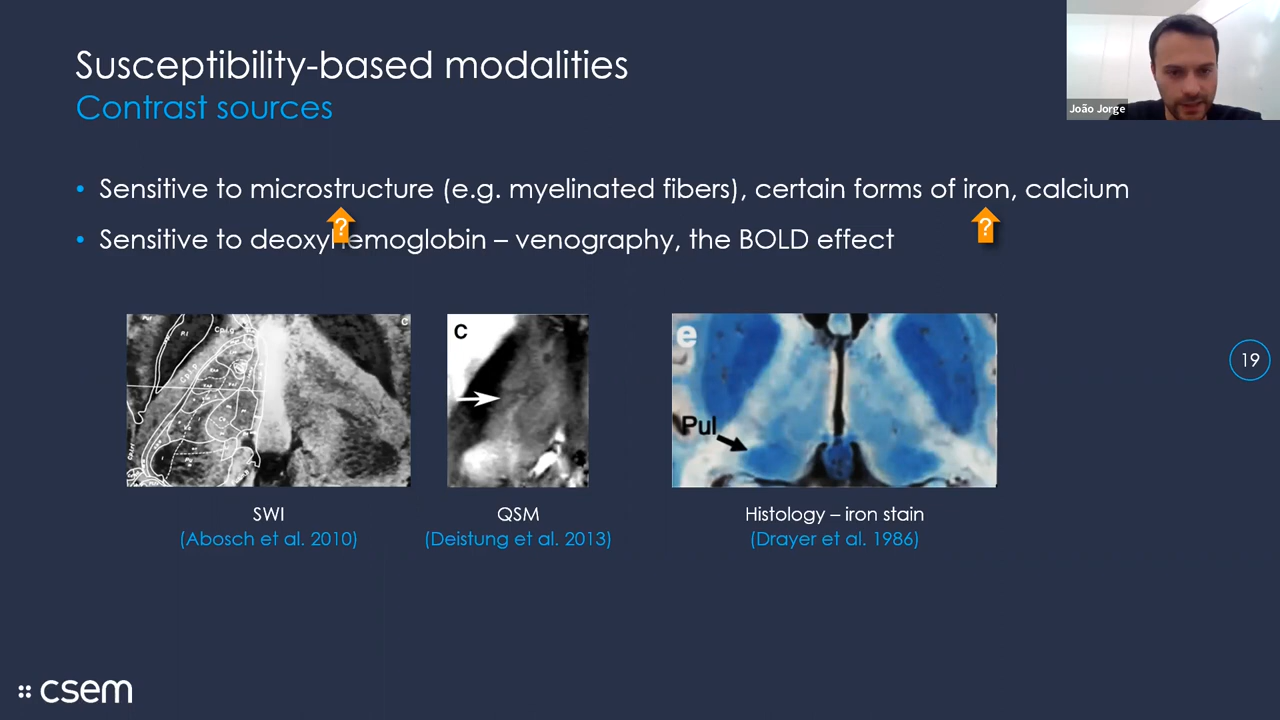 Susceptibility-based modalities
Contrast sources
João Jorge
• Sensitive to microstructure (e.g. myelinated fibers), certain forms of iron, calcium
? ?
• Sensitive to deoxyhemoglobin – venography, the BOLD effect
c
C
e
Pul
19
SWI
(Abosch et al. 2010)
QSM
(Deistung et al. 2013)
Histology – iron stain
(Drayer et al. 1986)
csem